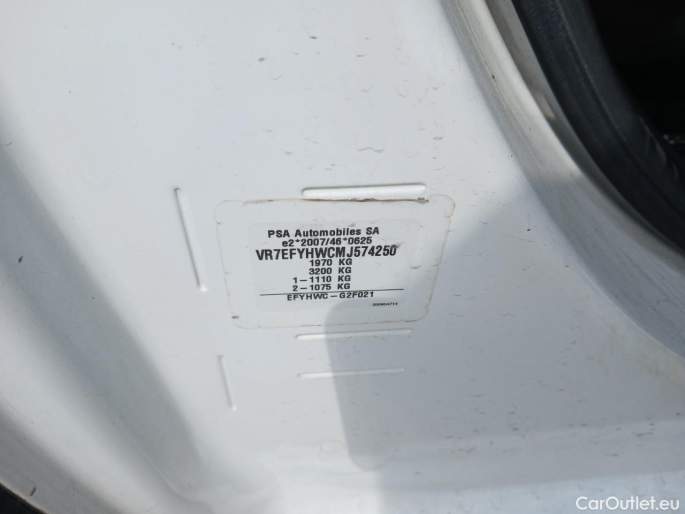 PSA Automobiles SA
e2*2007/46*0625
VR7EFYHWCMJ574250
1970 KG
3200 KG
1-1110 KG
2-1075 KG
EFYHWC-G2F021
CarOutlet.eu